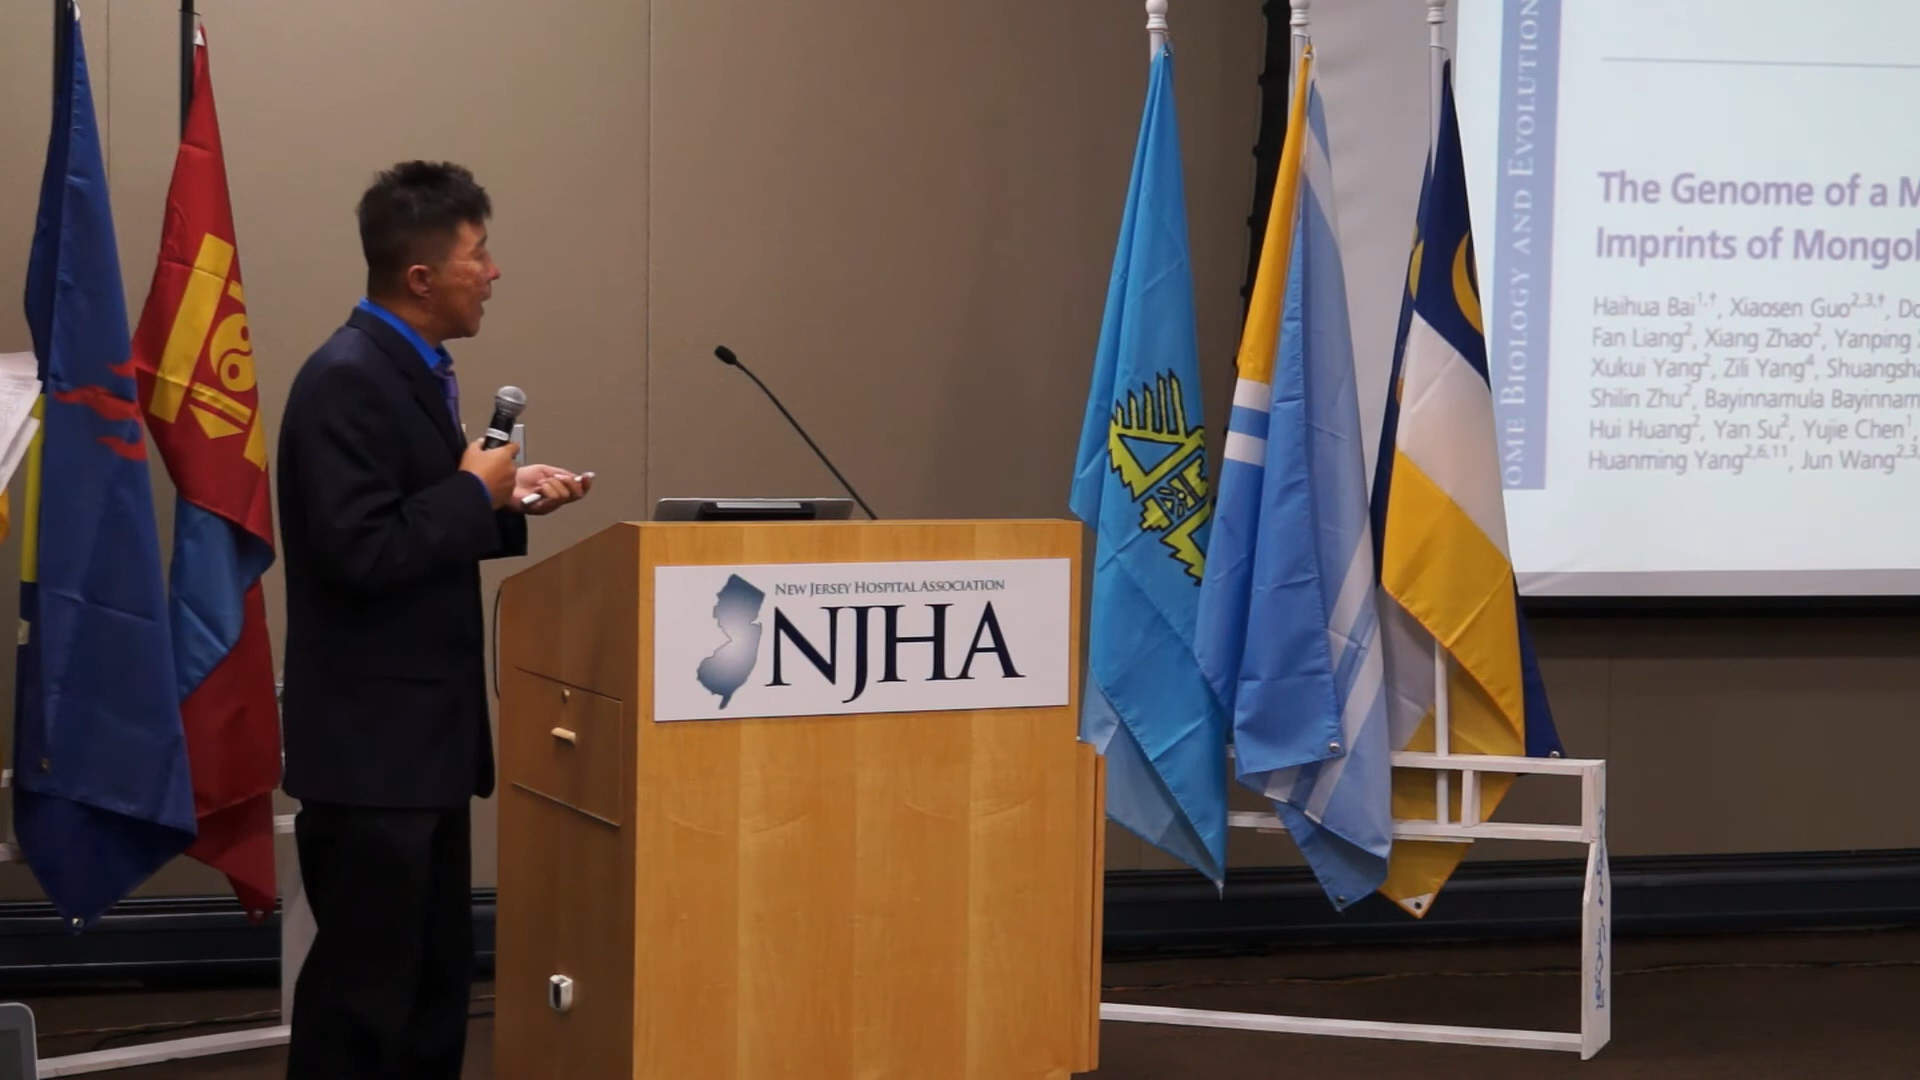 NEW JERSEY HOSPITAL ASSOCIATION
NJHA
OME BIOLOGY AND EVOLUTION
The Genome of a M
Imprints of Mongol
Haihua Bai1,†, Xiaosen Guo2,3,†, Do
Fan Liang2, Xiang Zhao2, Yanping
Xukui Yang2, Zili Yang4, Shuangsha
Shilin Zhu2, Bayinnamula Bayinnam
Hui Huang2, Yan Su2, Yujie Chen1,
Huanming Yang2,6,11, Jun Wang2,3